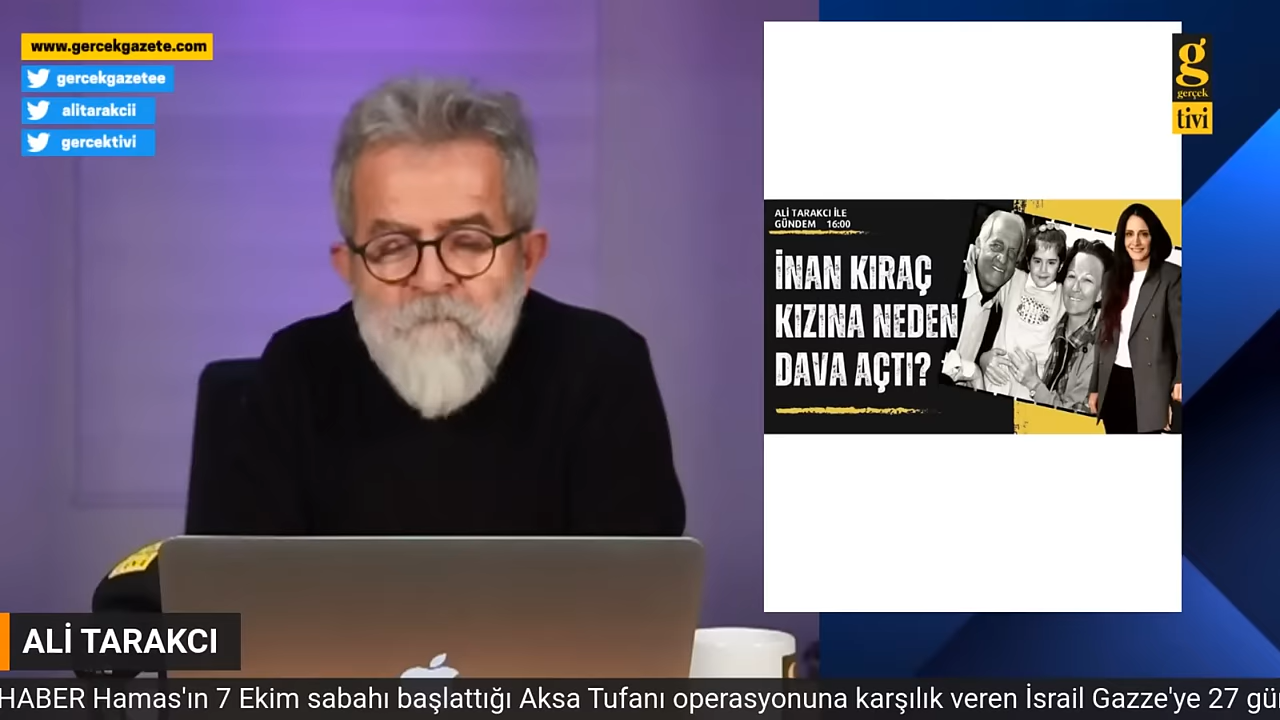 www.gercekgazete.com
gercekgazetee
alitarakcii
gercektivi
g
gerçek
tivi
ALİ TARAKCI İLE
GÜNDEM 16:00
İNAN KIRAÇ
KIZINA NEDEN
DAVA AÇTI?
ALİ TARAKCI
HABER Hamas'ın 7 Ekim sabahı başlattığı Aksa Tufanı operasyonuna karşılık veren İsrail Gazze'ye 27 gü